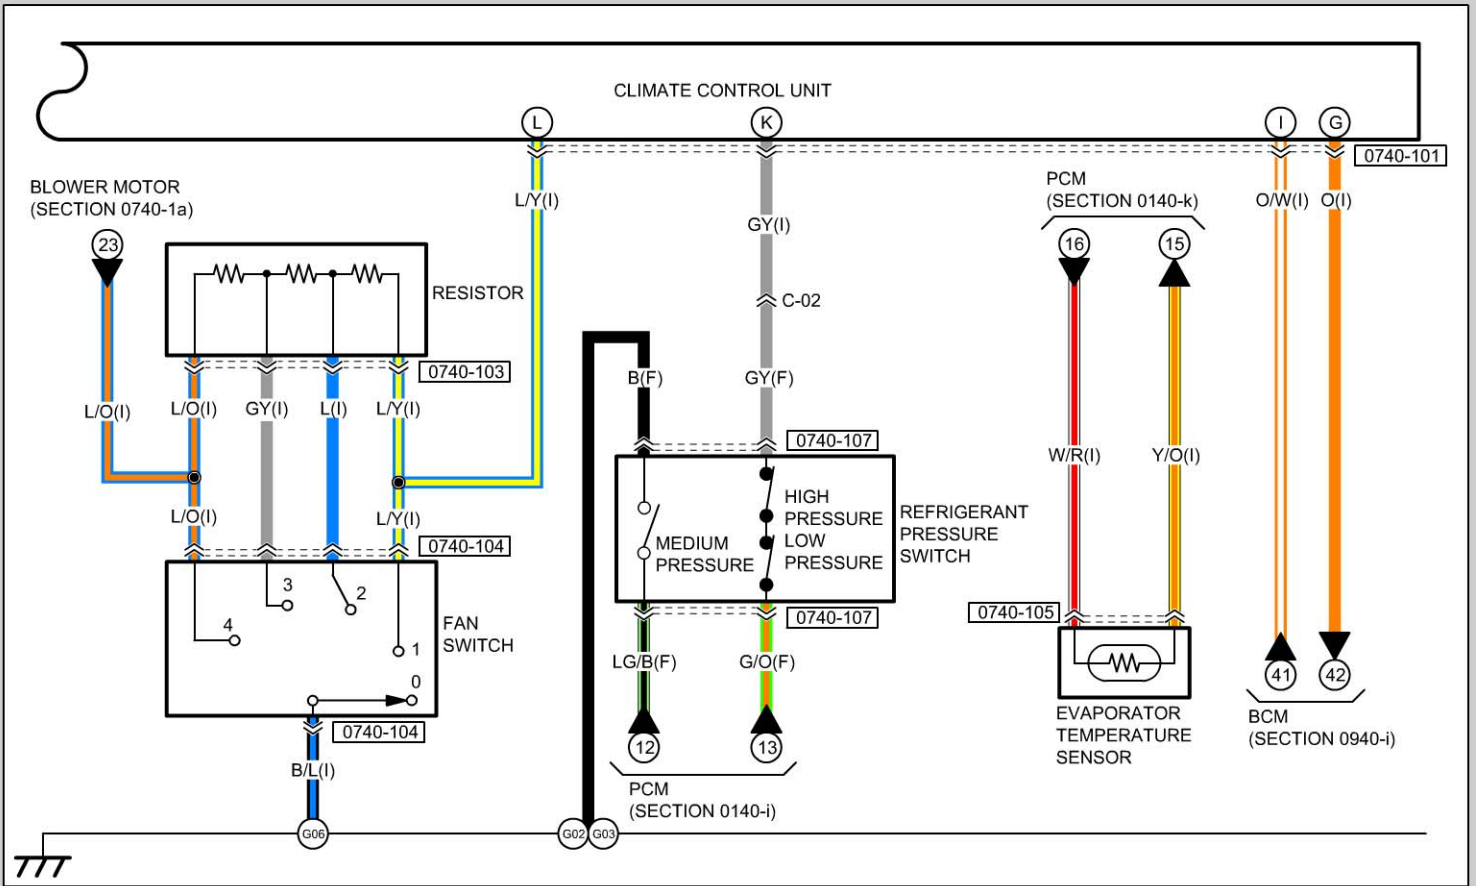 CLIMATE CONTROL UNIT
L
K
I
G
0740-101
BLOWER MOTOR
(SECTION 0740-1a)
23
L/Y(I)
GY(I)
PCM
(SECTION 0140-k)
16
15
O/W(I)
O(I)
RESISTOR
C-02
0740-103
L/O(I)
L/O(I)
GY(I)
L(I)
L/Y(I)
B(F)
GY(F)
0740-107
W/R(I)
Y/O(I)
L/O(I)
L/Y(I)
0740-104
HIGH
PRESSURE
LOW
PRESSURE
MEDIUM
PRESSURE
REFRIGERANT
PRESSURE
SWITCH
4
3
2
1
0
FAN
SWITCH
0740-107
0740-105
LG/B(F)
G/O(F)
41
42
12
13
0740-104
B/L(I)
EVAPORATOR
TEMPERATURE
SENSOR
BCM
(SECTION 0940-i)
PCM
(SECTION 0140-i)
G06
G02
G03